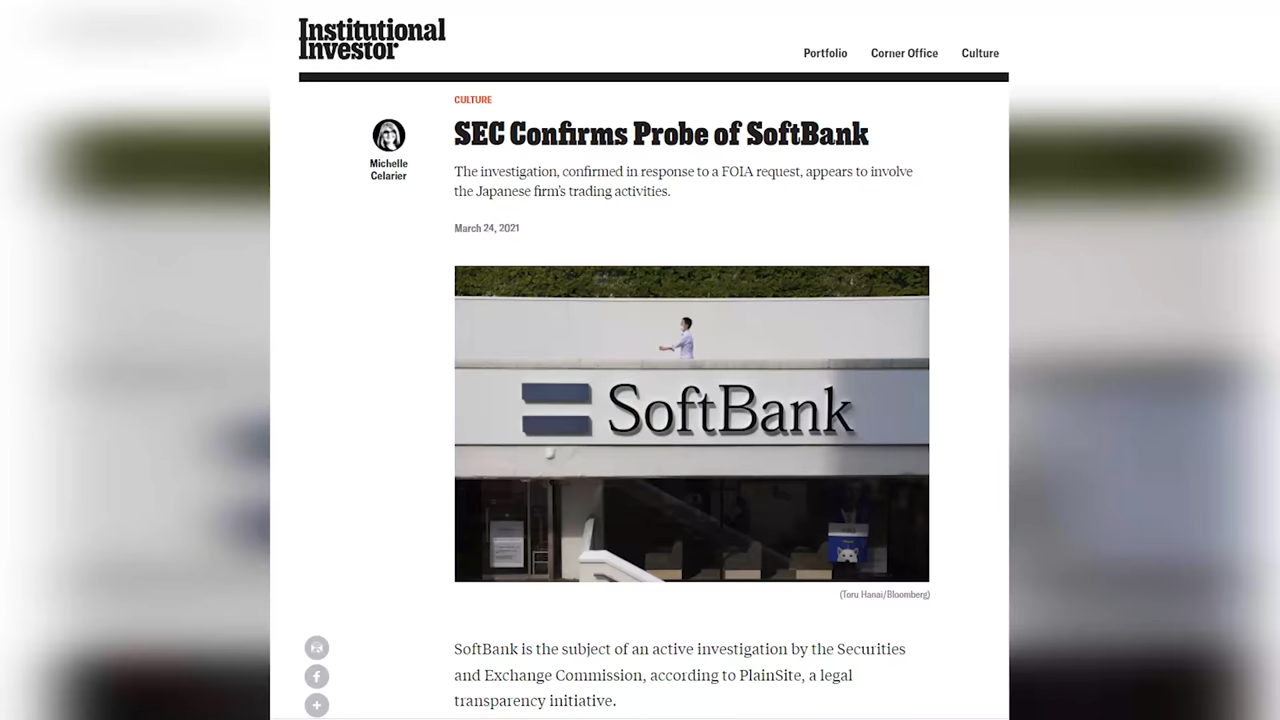 Institutional
Investor
Portfolio Corner Office Culture
CULTURE
SEC Confirms Probe of SoftBank
Michelle
Celarier
The investigation, confirmed in response to a FOIA request, appears to involve
the Japanese firm's trading activities.
March 24, 2021
SoftBank
(Toru Hanai/Bloomberg)
SoftBank is the subject of an active investigation by the Securities
and Exchange Commission, according to PlainSite, a legal
transparency initiative.